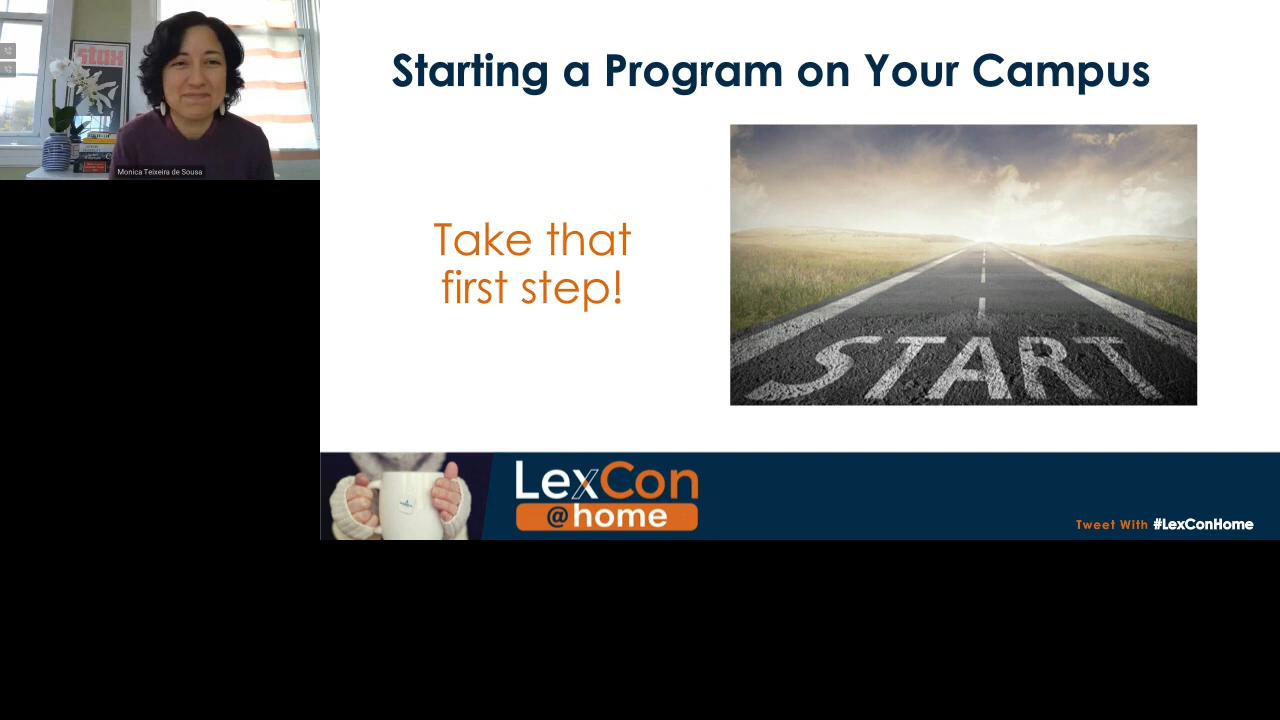 stax
Monica Teixeira de Sousa
Starting a Program on Your Campus
Take that
first step!
START
LexCon
@home
Tweet With #LexConHome